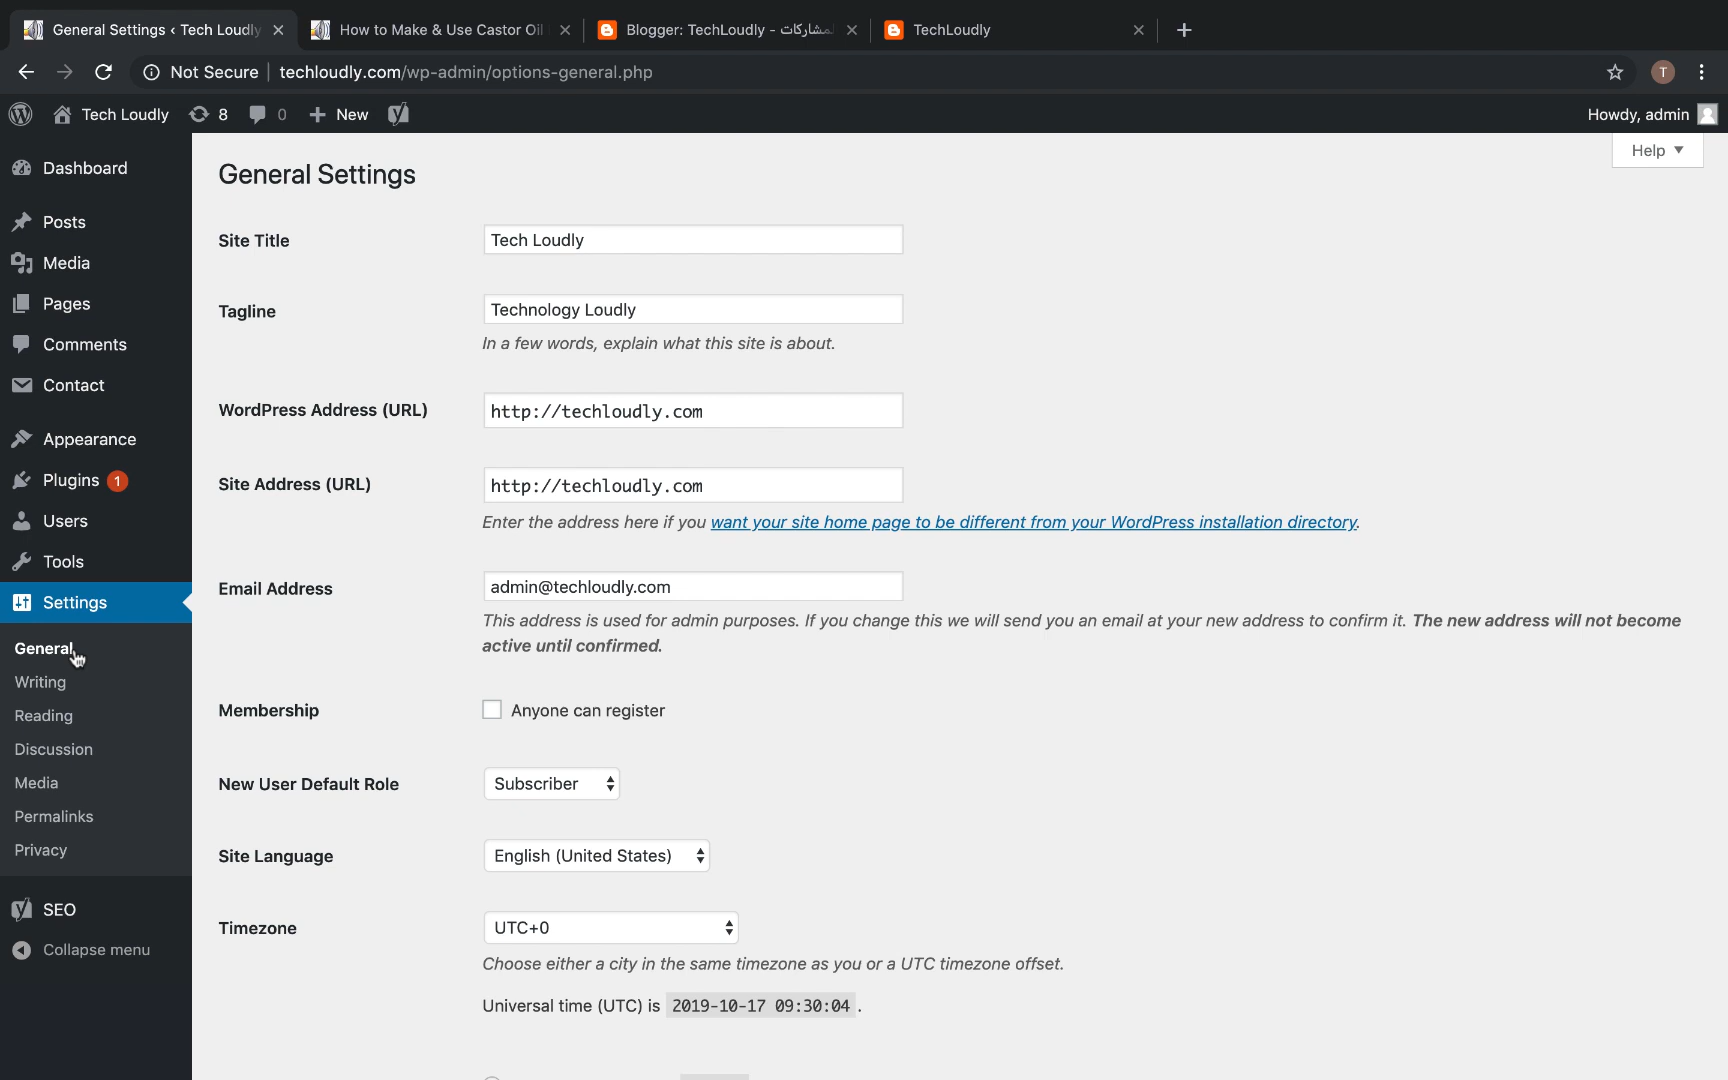 General Settings ‹ Tech Loudly
How to Make & Use Castor Oil
Blogger: TechLoudly - المشاركات
TechLoudly
Not Secure
techloudly.com/wp-admin/options-general.php
T
Tech Loudly
8
0
New
Howdy, admin
Dashboard
Posts
Media
Pages
Comments
Contact
Appearance
Plugins 1
Users
Tools
Settings
General
Writing
Reading
Discussion
Media
Permalinks
Privacy
SEO
Collapse menu
Help
General Settings
Site Title
Tech Loudly
Tagline
Technology Loudly
In a few words, explain what this site is about.
WordPress Address (URL)
http://techloudly.com
Site Address (URL)
http://techloudly.com
Enter the address here if you want your site home page to be different from your WordPress installation directory.
Email Address
admin@techloudly.com
This address is used for admin purposes. If you change this we will send you an email at your new address to confirm it. The new address will not become
active until confirmed.
Membership
Anyone can register
New User Default Role
Subscriber
Site Language
English (United States)
Timezone
UTC+0
Choose either a city in the same timezone as you or a UTC timezone offset.
Universal time (UTC) is 2019-10-17 09:30:04 .